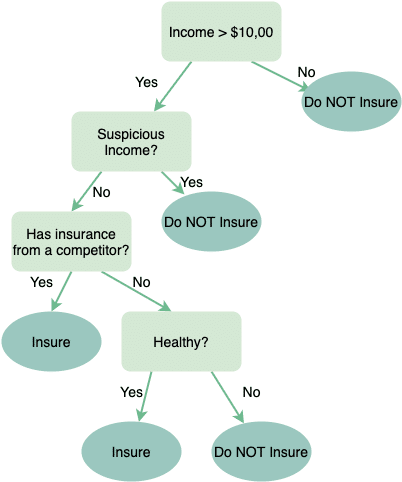 Income > $10,00
Yes
No
Do NOT Insure
Suspicious
Income?
No
Yes
Do NOT Insure
Has insurance
from a competitor?
Yes
No
Insure
Healthy?
Yes
No
Insure
Do NOT Insure